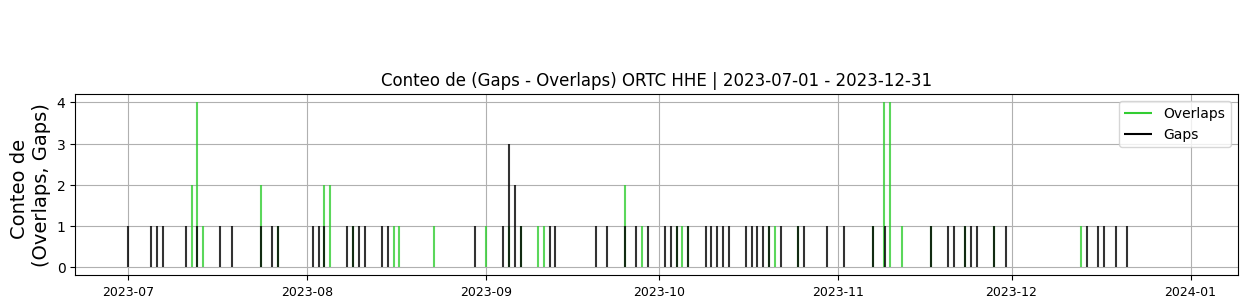 Conteo de (Gaps - Overlaps) ORTC HHE | 2023-07-01 - 2023-12-31
Conteo de
(Overlaps, Gaps)
4
3
2
1
0
Overlaps
Gaps
2023-07
2023-08
2023-09
2023-10
2023-11
2023-12
2024-01